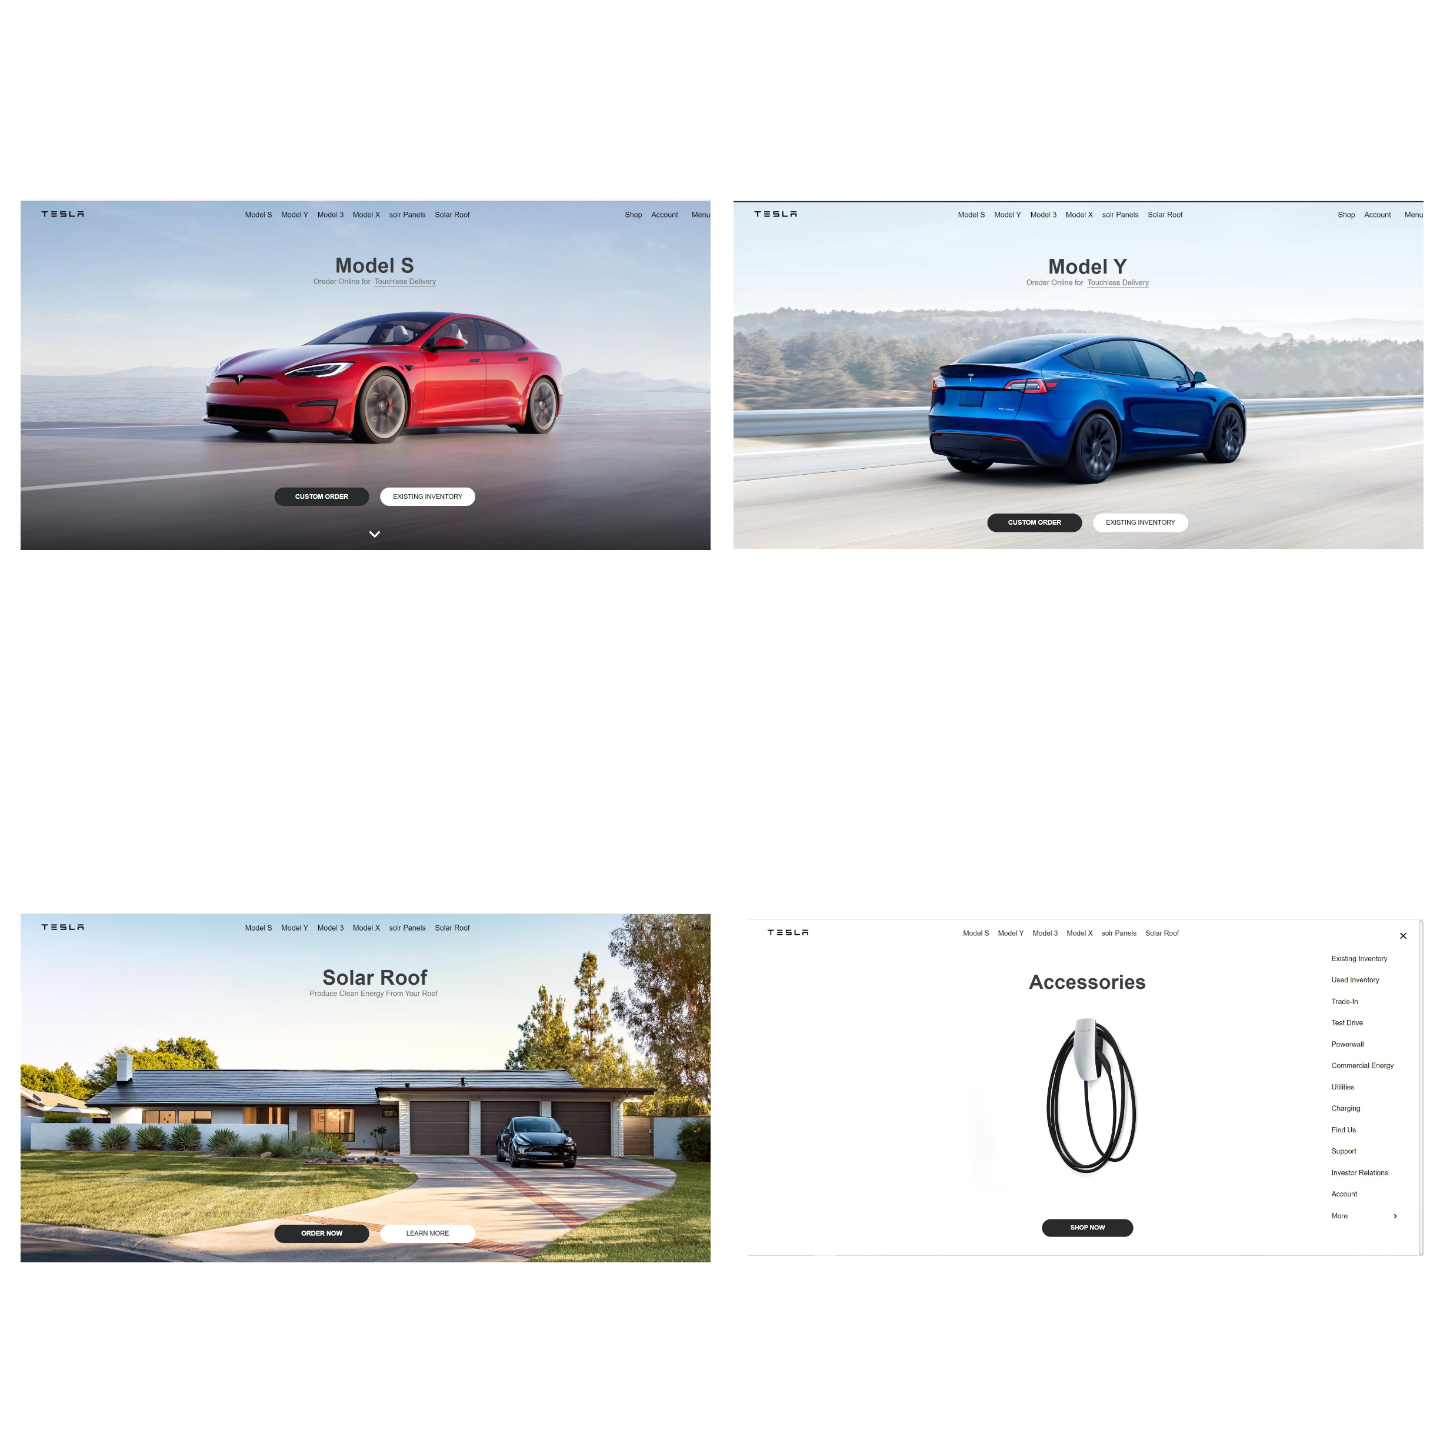 TESLA Model S Model Y Model 3 Model X solr Panels Solar Roof Shop Account Menu
Model S
Oreder Online for Touchless Delivery
CUSTOM ORDER EXISTING INVENTORY
TESLA Model S Model Y Model 3 Model X solr Panels Solar Roof Shop Account Menu
Model Y
Oreder Online for Touchless Delivery
CUSTOM ORDER EXISTING INVENTORY
TESLA Model S Model Y Model 3 Model X solr Panels Solar Roof Shop Account Menu
Solar Roof
Produce Clean Energy From Your Roof
ORDER NOW LEARN MORE
TESLA Model S Model Y Model 3 Model X solr Panels Solar Roof
Accessories
SHOP NOW
Existing Inventory
Used Inventory
Trade-In
Test Drive
Powerwall
Commercial Energy
Utilities
Charging
Find Us
Support
Investor Relations
Account
More